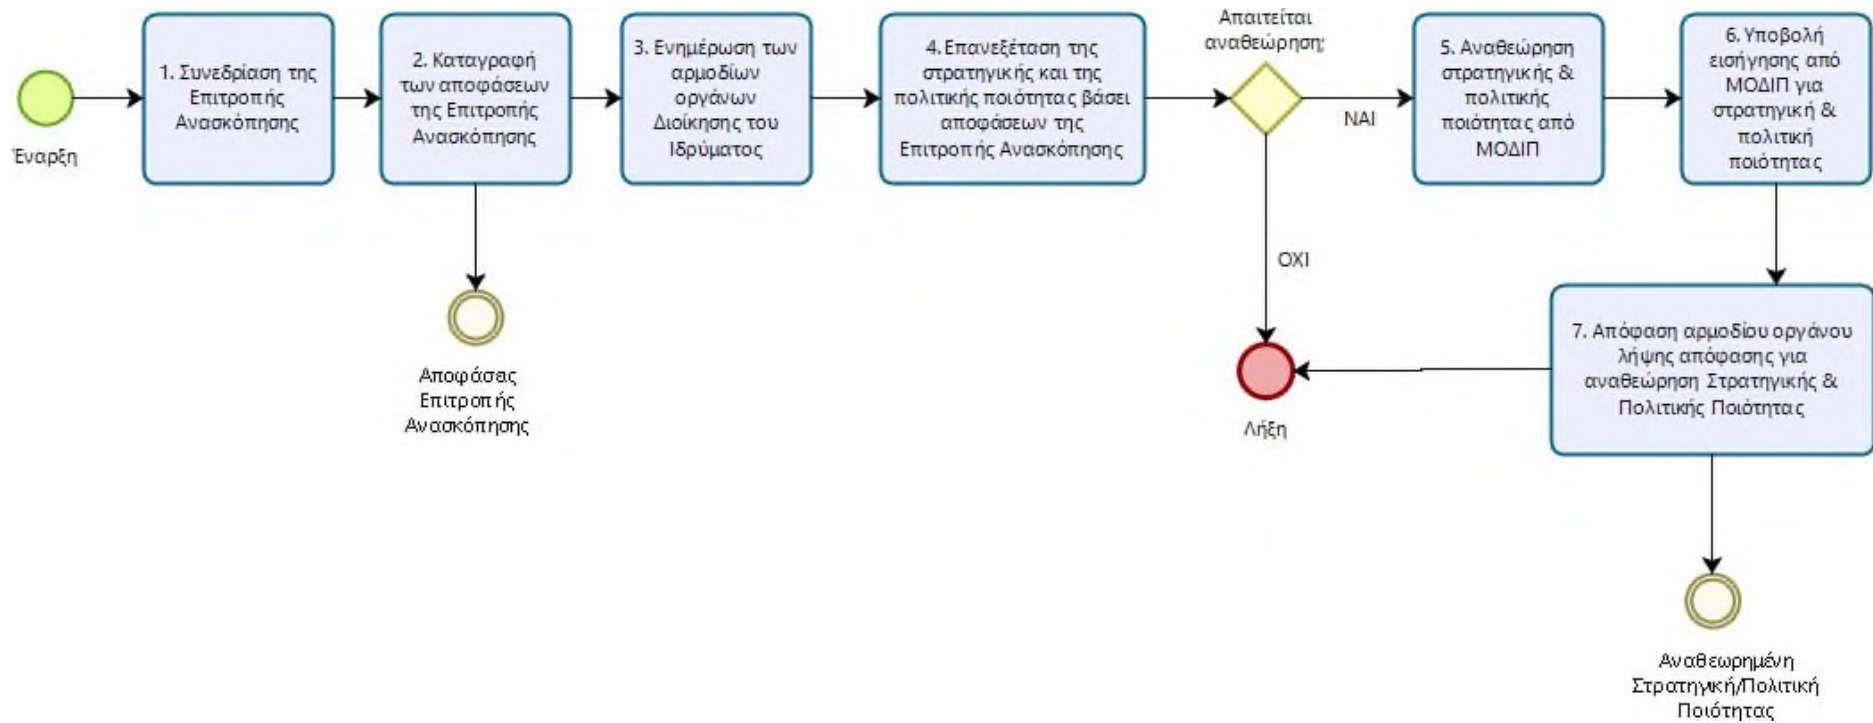 Έναρξη
1. Συνεδρίαση της
Επιτροπής
Ανασκόπησης
2. Καταγραφή
των αποφάσεων
της Επιτροπής
Ανασκόπησης
Αποφάσεις
Επιτροπής
Ανασκόπησης
3. Ενημέρωση των
αρμοδίων
οργάνων
Διοίκησης του
Ιδρύματος
4. Επανεξέταση της
στρατηγικής και της
πολιτικής ποιότητας βάσει
αποφάσεων της
Επιτροπής Ανασκόπησης
Απαιτείται
αναθεώρηση;
ΝΑΙ
ΟΧΙ
Λήξη
5. Αναθεώρηση
στρατηγικής &
πολιτικής
ποιότητας από
ΜΟΔΙΠ
6. Υποβολή
εισήγησης από
ΜΟΔΙΠ για
στρατηγική &
πολιτική
ποιότητας
7. Απόφαση αρμοδίου οργάνου
λήψης απόφασης για
αναθεώρηση Στρατηγικής &
Πολιτικής Ποιότητας
Αναθεωρημένη
Στρατηγική/Πολιτική
Ποιότητας